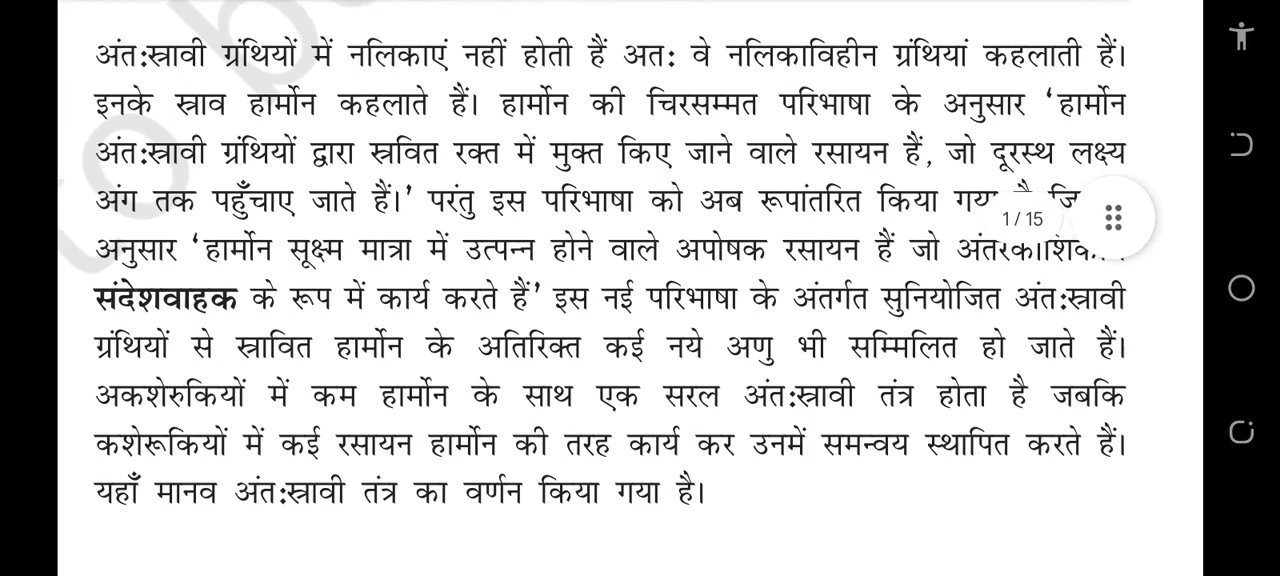 अंतःस्रावी ग्रंथियों में नलिकाएं नहीं होती हैं अतः वे नलिकाविहीन ग्रंथियां कहलाती हैं।
इनके स्राव हार्मोन कहलाते हैं। हार्मोन की चिरसम्मत परिभाषा के अनुसार ‘हार्मोन
अंतःस्रावी ग्रंथियों द्वारा स्रवित रक्त में मुक्त किए जाने वाले रसायन हैं, जो दूरस्थ लक्ष्य
अंग तक पहुँचाए जाते हैं।’ परंतु इस परिभाषा को अब रूपांतरित किया
1/15
अनुसार ‘हार्मोन सूक्ष्म मात्रा में उत्पन्न होने वाले अपोषक रसायन हैं जो
संदेशवाहक के रूप में कार्य करते हैं’ इस नई परिभाषा के अंतर्गत सुनियोजित अंतःस्रावी
ग्रंथियों से स्रावित हार्मोन के अतिरिक्त कई नये अणु भी सम्मिलित हो जाते हैं।
अकशेरुकियों में कम हार्मोन के साथ एक सरल अंतःस्रावी तंत्र होता है जबकि
कशेरूकियों में कई रसायन हार्मोन की तरह कार्य कर उनमें समन्वय स्थापित करते हैं।
यहाँ मानव अंतःस्रावी तंत्र का वर्णन किया गया है।